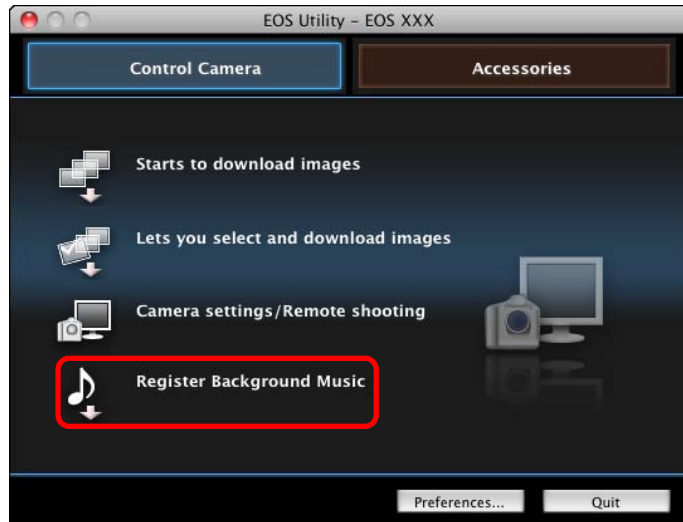 EOS Utility – EOS XXX
Control Camera
Accessories
Starts to download images
Lets you select and download images
Camera settings/Remote shooting
Register Background Music
Preferences...
Quit